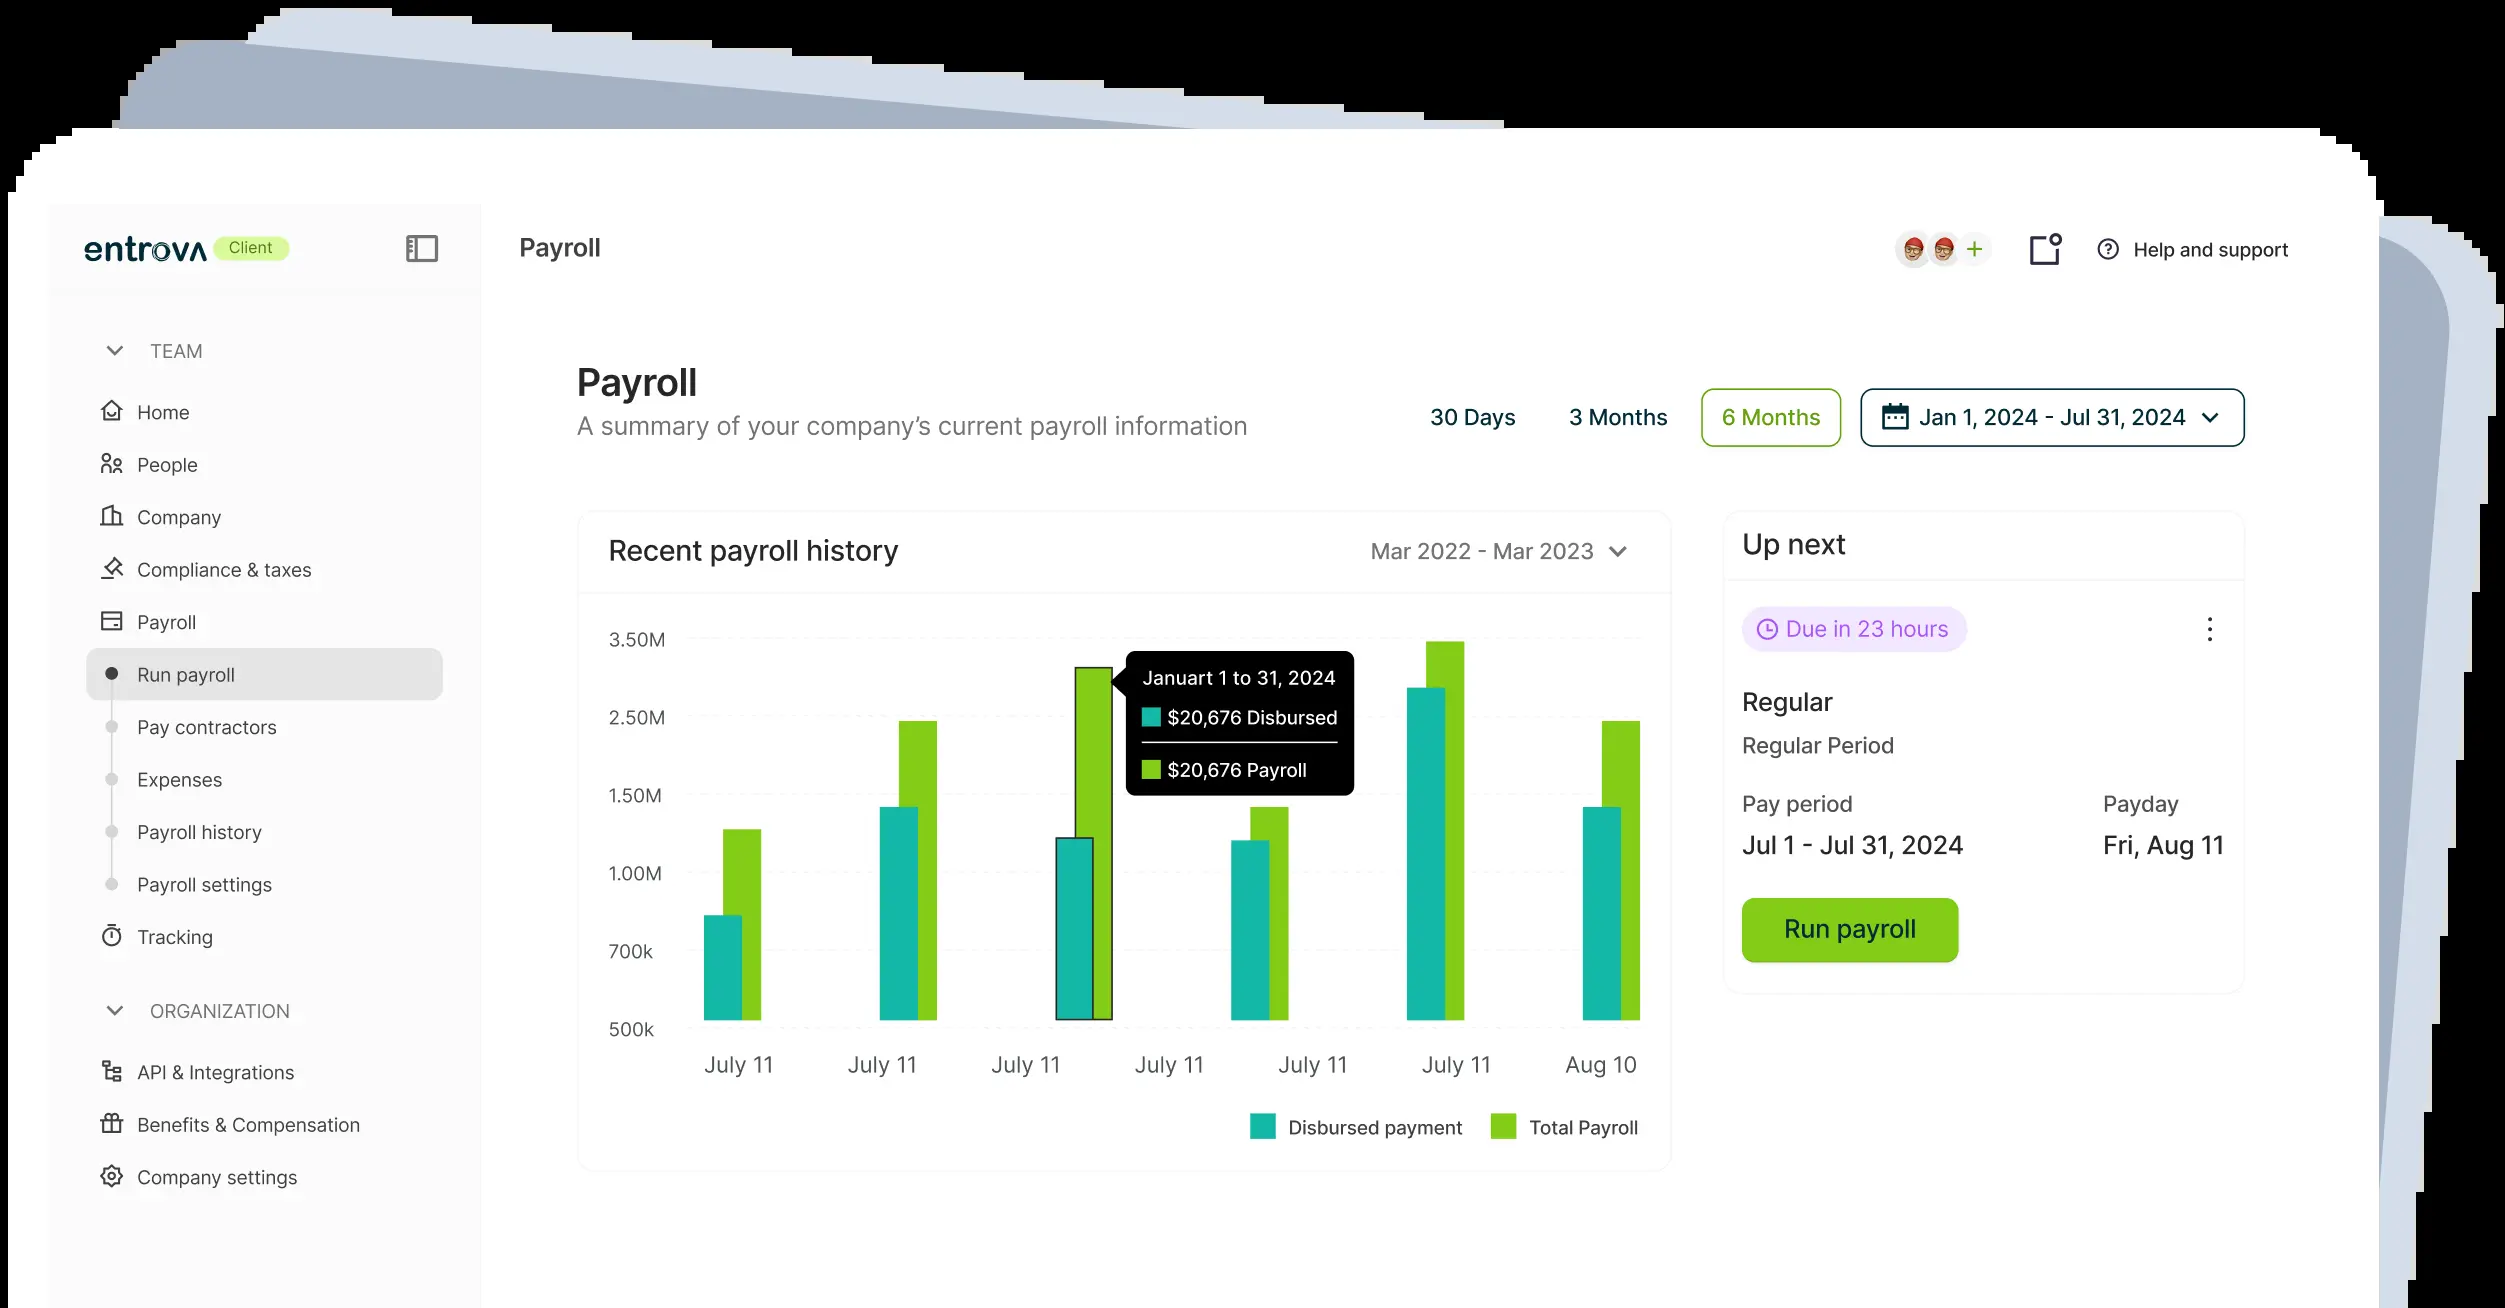 entrova Client
TEAM
Home
People
Company
Compliance & taxes
Payroll
Run payroll
Pay contractors
Expenses
Payroll history
Payroll settings
Tracking
ORGANIZATION
API & Integrations
Benefits & Compensation
Company settings
Payroll
+
Help and support
Payroll
A summary of your company’s current payroll information
30 Days
3 Months
6 Months
Jan 1, 2024 - Jul 31, 2024
Recent payroll history
Mar 2022 - Mar 2023
3.50M
2.50M
1.50M
1.00M
700k
500k
Januart 1 to 31, 2024
$20,676 Disbursed
$20,676 Payroll
July 11
July 11
July 11
July 11
July 11
July 11
Aug 10
Disbursed payment
Total Payroll
Up next
Due in 23 hours
Regular
Regular Period
Pay period
Payday
Jul 1 - Jul 31, 2024
Fri, Aug 11
Run payroll